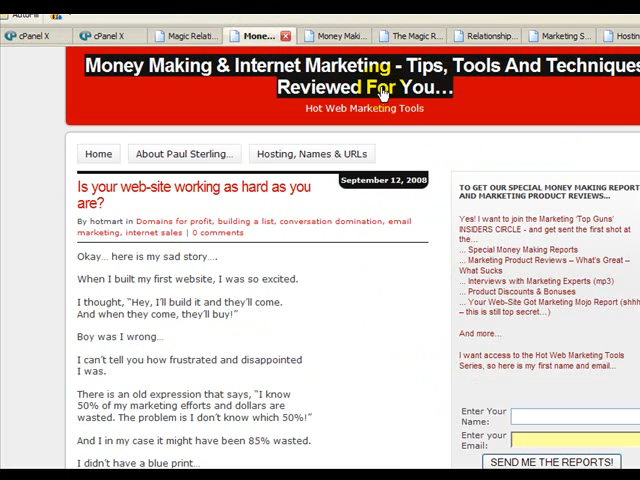 AutoFill
cPanel X
cPanel X
Magic Relati...
Mone...
Money Maki...
The Magic R...
Relationship...
Marketing S...
Hostin
Money Making & Internet Marketing - Tips, Tools And Techniques
Reviewed For You...
Hot Web Marketing Tools
Home
About Paul Sterling...
Hosting, Names & URLs
September 12, 2008
Is your web-site working as hard as you
are?
By hotmart in Domains for profit, building a list, conversation domination, email
marketing, internet sales | 0 comments
Okay... here is my sad story....
When I built my first website, I was so excited.
I thought, “Hey, I’ll build it and they’ll come.
And when they come, they’ll buy!”
Boy was I wrong...
I can’t tell you how frustrated and disappointed
I was.
There is an old expression that says, “I know
50% of my marketing efforts and dollars are
wasted. The problem is I don’t know which 50%!”
And in my case it might have been 85% wasted.
I didn’t have a blue print...
TO GET OUR SPECIAL MONEY MAKING REPORT
AND MARKETING PRODUCT REVIEWS...
Yes! I want to join the Marketing ‘Top Guns’
INSIDERS CIRCLE - and get sent the first shot at
the...
... Special Money Making Reports
... Marketing Product Reviews – What’s Great –
What Sucks
... Interviews with Marketing Experts (mp3)
... Product Discounts & Bonuses
... Your Web-Site Got Marketing Mojo Report (shhh
– this is still top secret...)
And more...
I want access to the Hot Web Marketing Tools
Series, so here is my first name and email...
Enter Your
Name:
Enter your
Email:
SEND ME THE REPORTS!